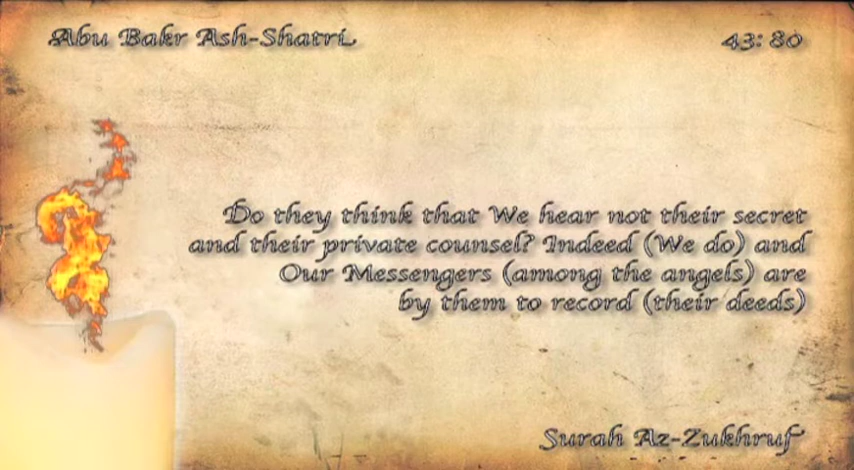 Abu Bakr Ash-Shatri
43: 80
Do they think that We hear not their secret
and their private counsel? Indeed (We do) and
Our Messengers (among the angels) are
by them to record (their deeds)
Surah Az-Zukhruf